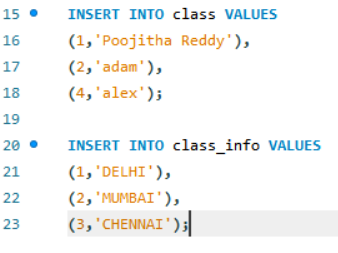 15 INSERT INTO class VALUES
16 (1,'Poojitha Reddy'),
17 (2,'adam'),
18 (4,'alex');
19
20 INSERT INTO class_info VALUES
21 (1,'DELHI'),
22 (2,'MUMBAI'),
23 (3,'CHENNAI');